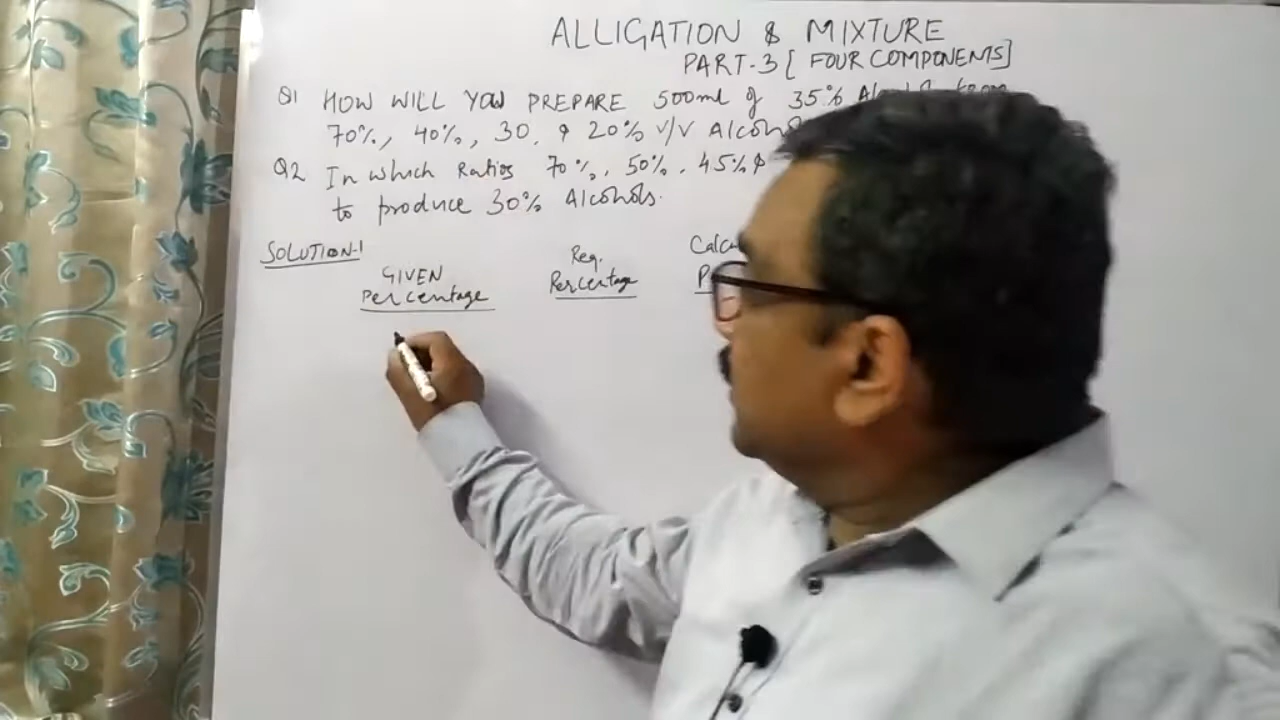 ALLIGATION & MIXTURE
PART-3 [ FOUR COMPONENTS]
Q1 HOW WILL YOU PREPARE 500ml of 35%
70%, 40%, 30, & 20% V/V
Q2 In which Ratios 70%, 50%, 45% &
to produce 30% Alcohols.
SOLUTION-1
GIVEN
Percentage
Req.
Percentage